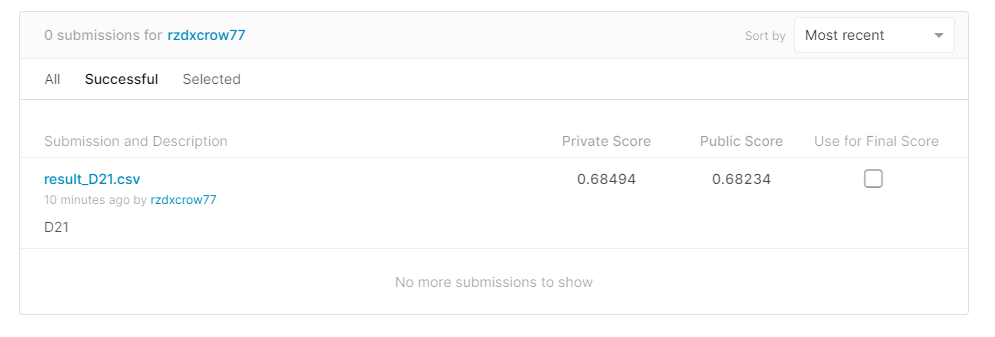 0 submissions for rzdxcrow77 Sort by Most recent
All Successful Selected
Submission and Description Private Score Public Score Use for Final Score
result_D21.csv 0.68494 0.68234
10 minutes ago by rzdxcrow77
D21
No more submissions to show